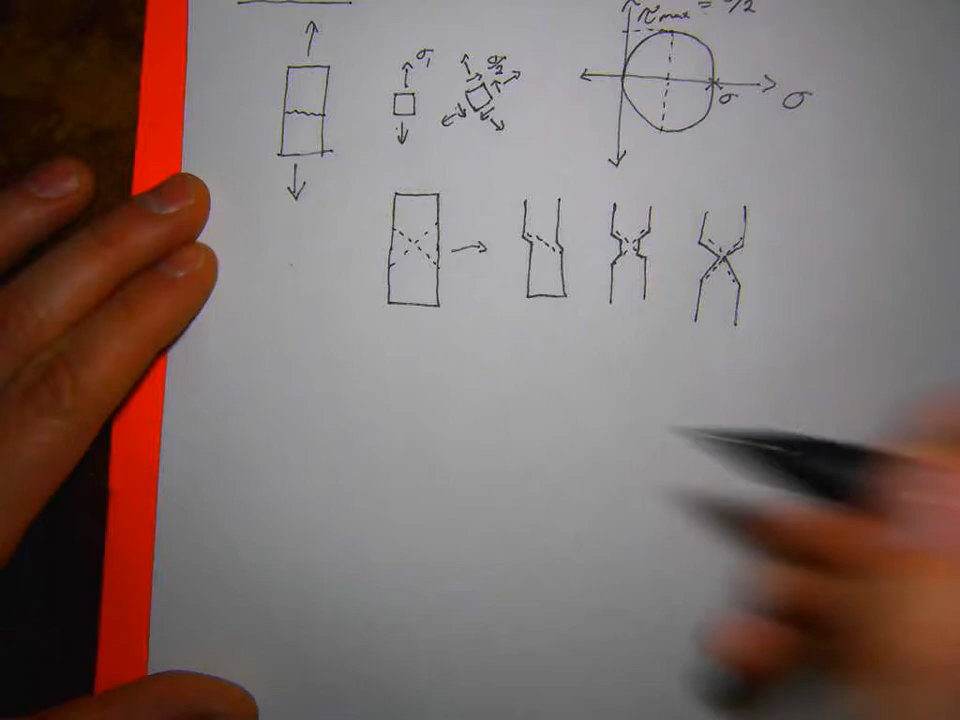 τmax = σ/2
σ₁
σ/2
σ
σ